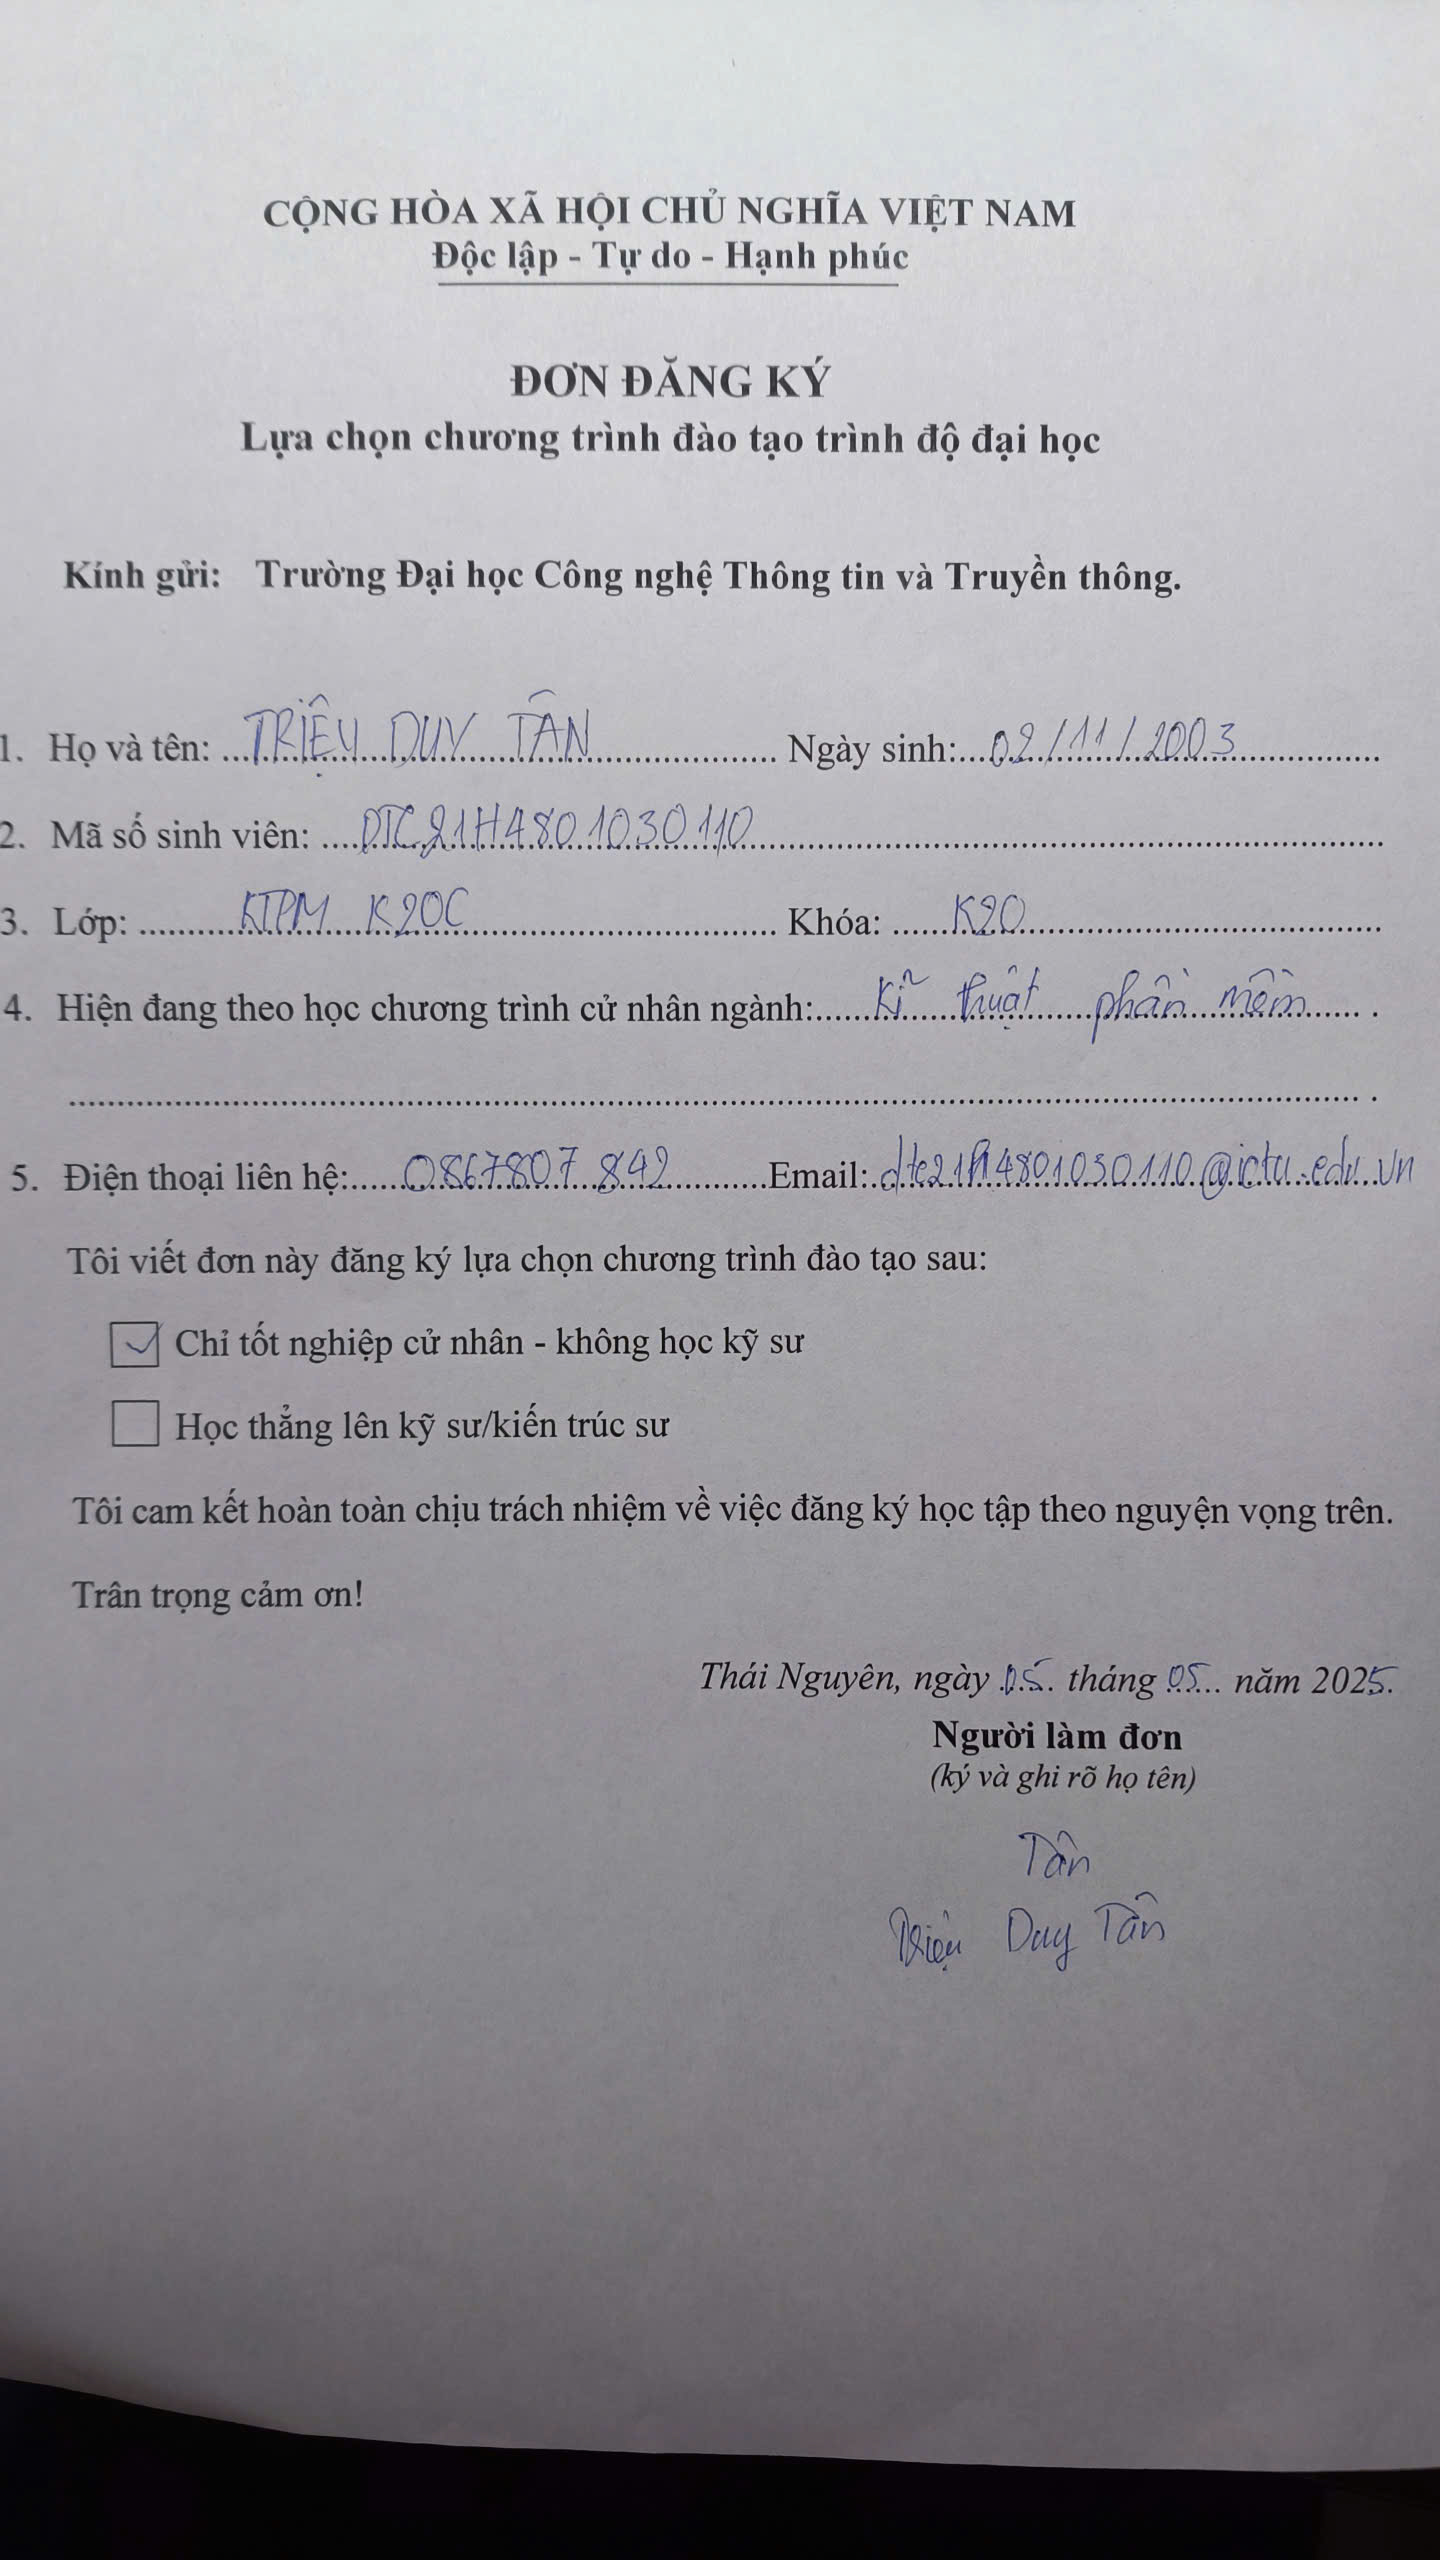 CỘNG HÒA XÃ HỘI CHỦ NGHĨA VIỆT NAM
Độc lập - Tự do - Hạnh phúc
ĐƠN ĐĂNG KÝ
Lựa chọn chương trình đào tạo trình độ đại học
Kính gửi: Trường Đại học Công nghệ Thông tin và Truyền thông.
1. Họ và tên: TRIỆU DUY TÂN Ngày sinh: 02/11/2003
2. Mã số sinh viên: DTC21H4801030110
3. Lớp: KTPM K20C Khóa: K20
4. Hiện đang theo học chương trình cử nhân ngành: Kĩ thuật phần mềm
5. Điện thoại liên hệ: 0867807842 Email: dtc21h4801030110@ictu.edu.vn
Tôi viết đơn này đăng ký lựa chọn chương trình đào tạo sau:
Chỉ tốt nghiệp cử nhân - không học kỹ sư
Học thẳng lên kỹ sư/kiến trúc sư
Tôi cam kết hoàn toàn chịu trách nhiệm về việc đăng ký học tập theo nguyện vọng trên.
Trân trọng cảm ơn!
Thái Nguyên, ngày 05 tháng 05 năm 2025.
Người làm đơn
(ký và ghi rõ họ tên)
Tân
Triệu Duy Tân